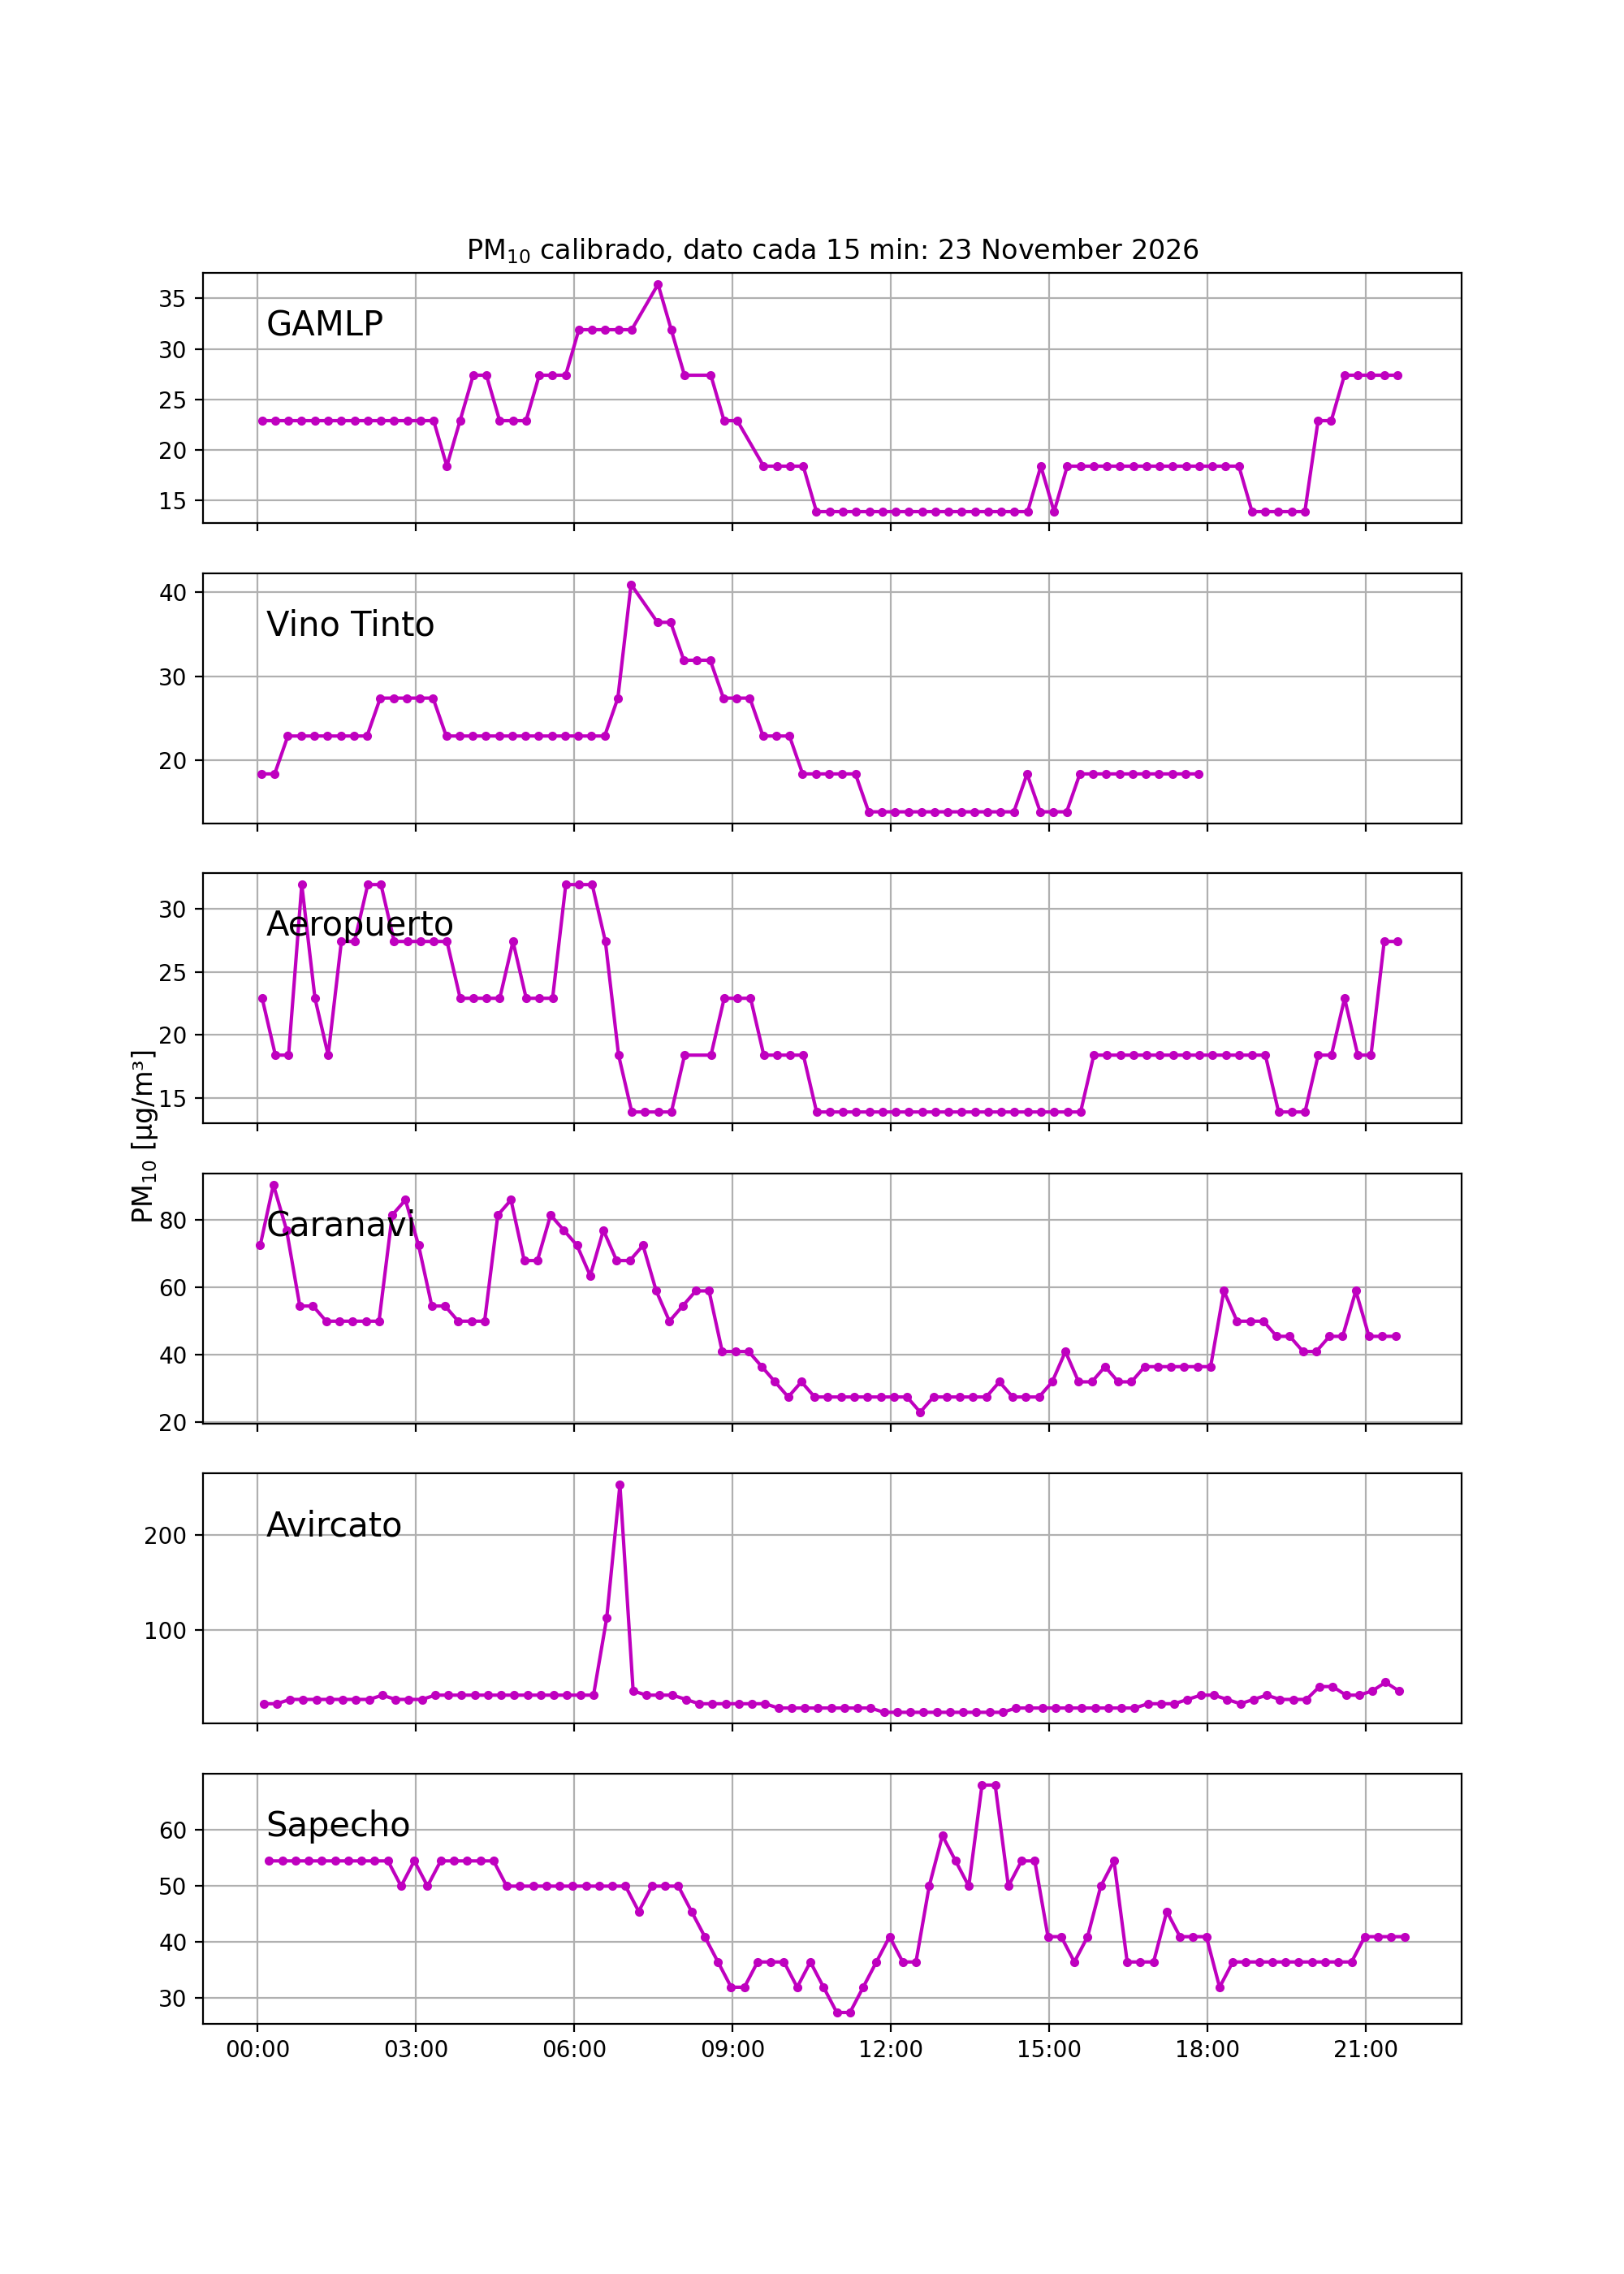 PM₁₀ calibrado, dato cada 15 min: 23 November 2026
35
30
25
20
15
GAMLP
40
30
20
Vino Tinto
30
25
20
15
Aeropuerto
PM₁₀ [µg/m³]
80
60
40
20
Caranavi
200
100
Avircato
60
50
40
30
Sapecho
00:00 03:00 06:00 09:00 12:00 15:00 18:00 21:00